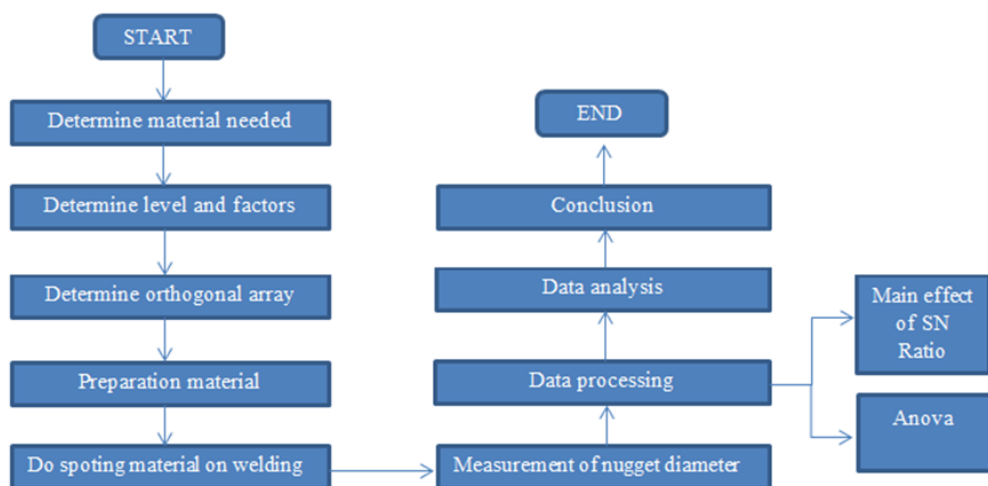 START
Determine material needed
Determine level and factors
Determine orthogonal array
Preparation material
Do spoting material on welding
Measurement of nugget diameter
Data processing
Main effect
of SN
Ratio
Anova
Data analysis
Conclusion
END